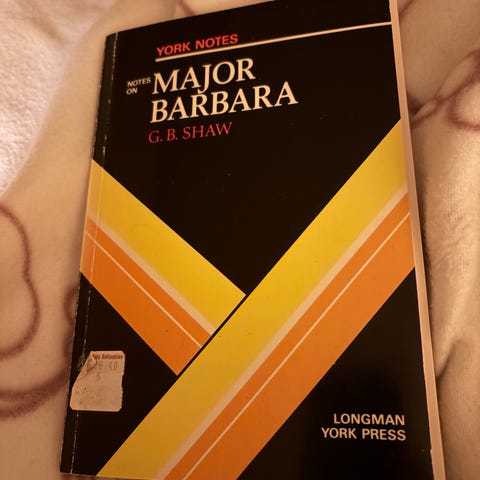 YORK NOTES
NOTES
ON
MAJOR
BARBARA
G. B. SHAW
LONGMAN
YORK PRESS